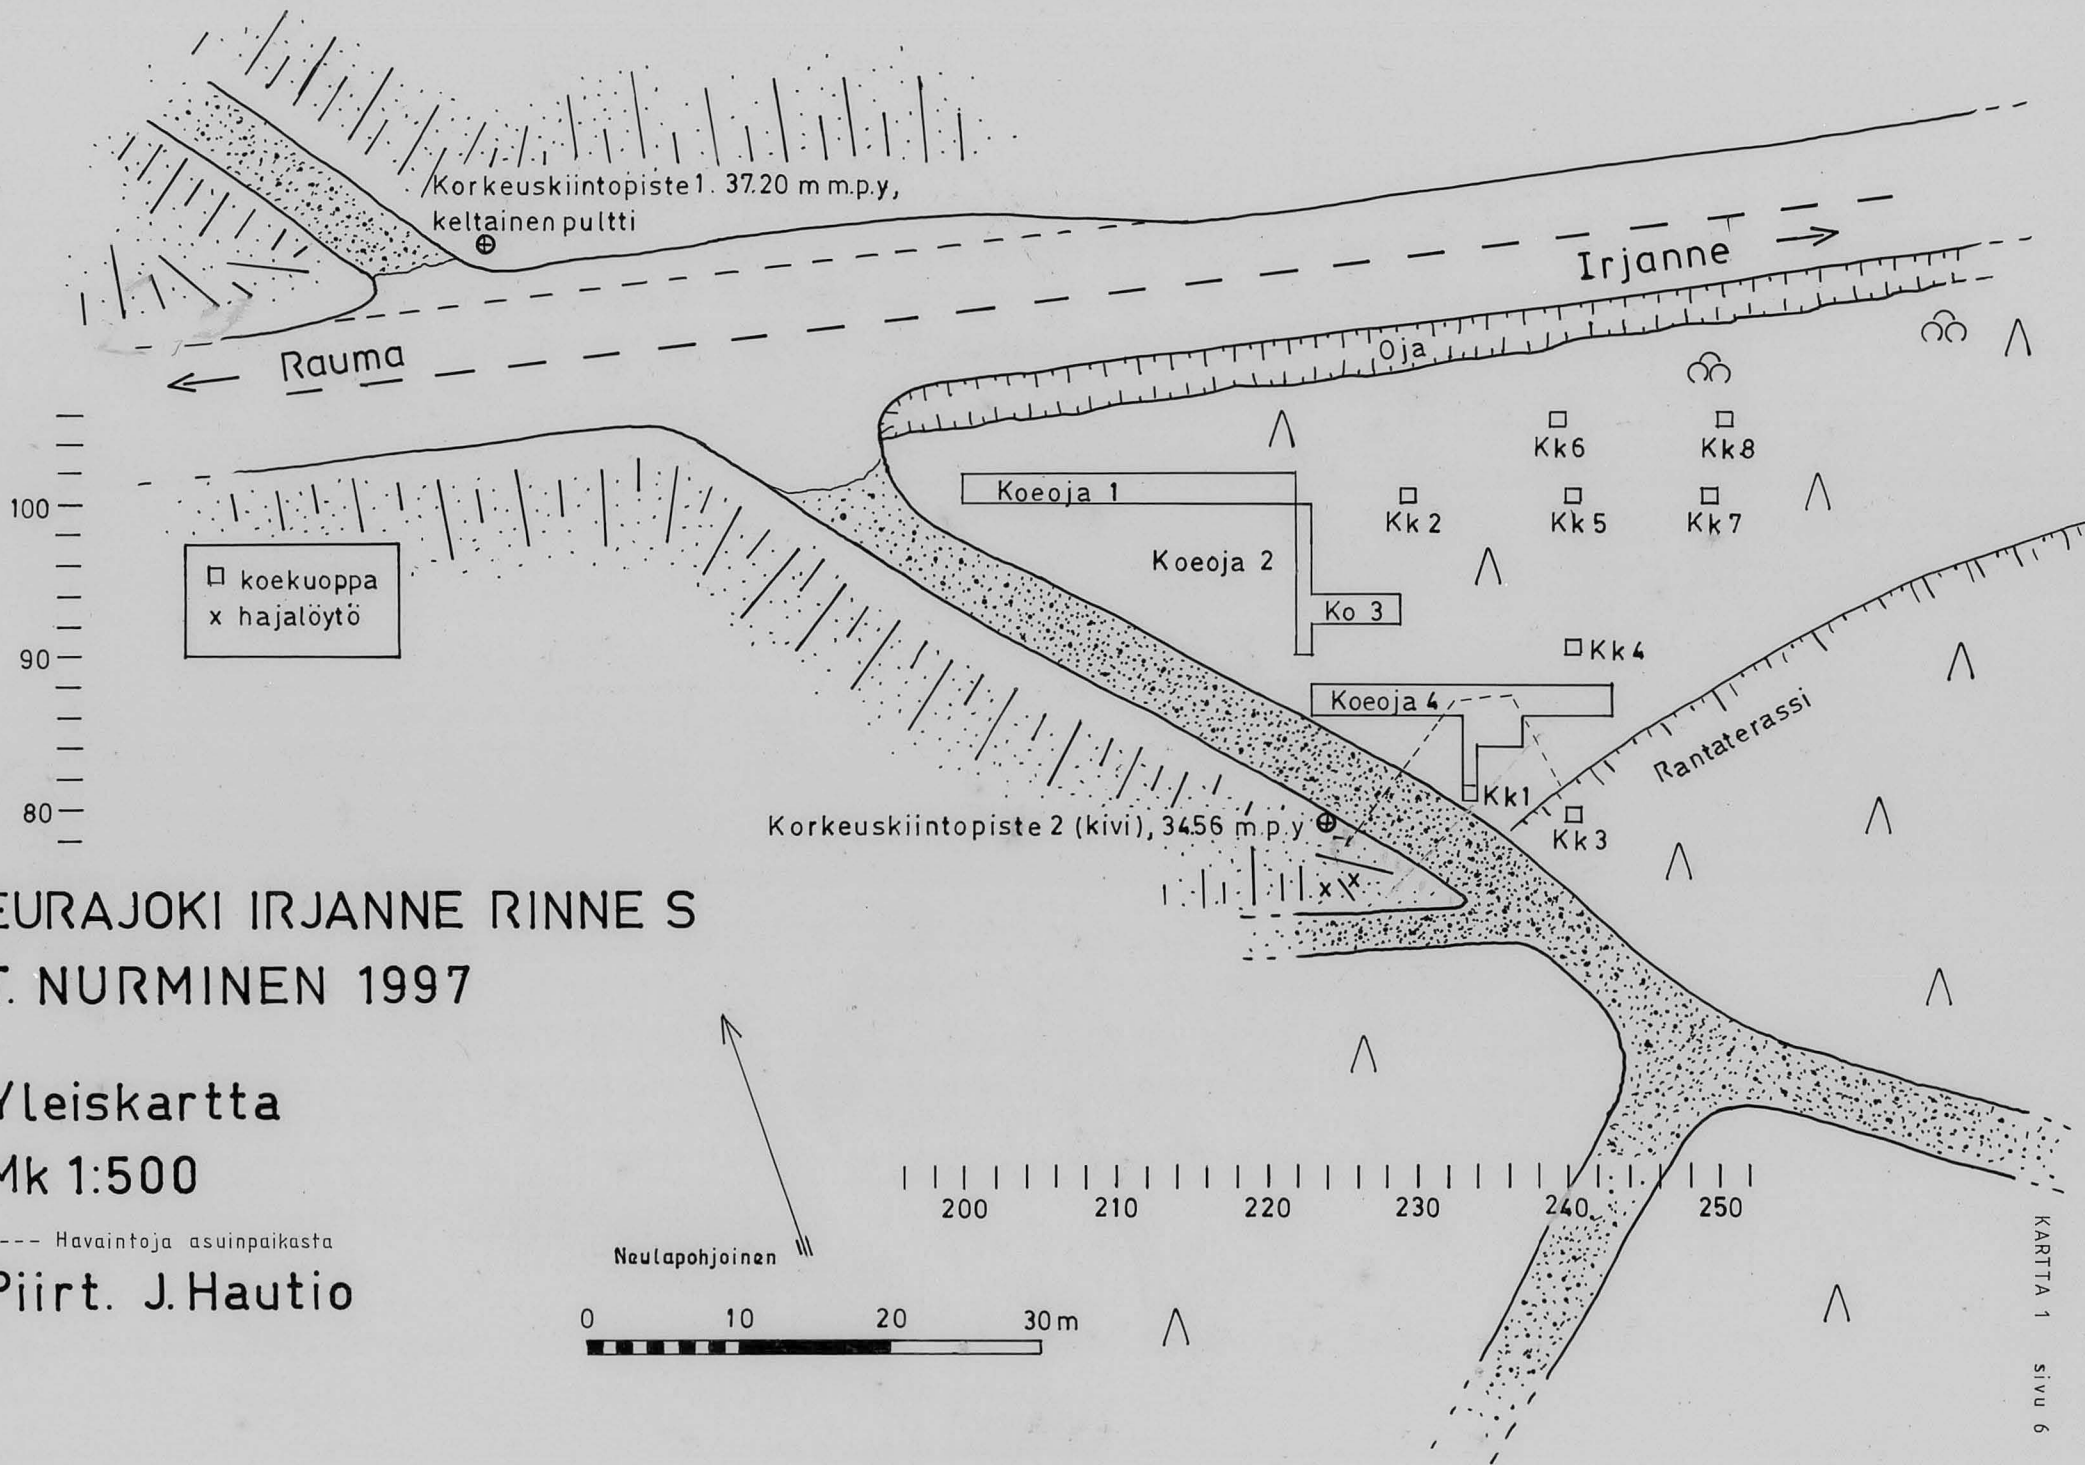 Korkeuskiintopiste 1. 37.20 m m.p.y,
keltainen pultti
Irjanne
Rauma
Oja
Kk6
Kk8
Koeoja 1
Kk 2
Kk 5
Kk 7
100
Koeoja 2
koekuoppa
x hajalöytö
Ko 3
Kk 4
90
Koeoja 4
Rantaterassi
Kk1
80
Korkeuskiintopiste 2 (kivi), 34.56 m.p.y
Kk 3
x x
EURAJOKI IRJANNE RINNE S
T. NURMINEN 1997
Yleiskartta
Mk 1:500
--- Havaintoja asuinpaikasta
Piirt. J. Hautio
Neulapohjoinen
200 210 220 230 240 250
0 10 20 30 m
KARTTA 1 sivu 6